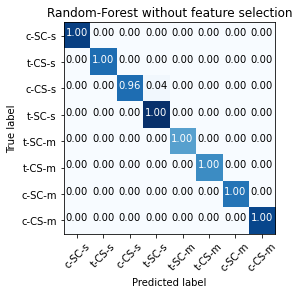 Random-Forest without feature selection
True label
c-SC-s 1.00 0.00 0.00 0.00 0.00 0.00 0.00 0.00
t-CS-s 0.00 1.00 0.00 0.00 0.00 0.00 0.00 0.00
c-CS-s 0.00 0.00 0.96 0.04 0.00 0.00 0.00 0.00
t-SC-s 0.00 0.00 0.00 1.00 0.00 0.00 0.00 0.00
t-SC-m 0.00 0.00 0.00 0.00 1.00 0.00 0.00 0.00
t-CS-m 0.00 0.00 0.00 0.00 0.00 1.00 0.00 0.00
c-SC-m 0.00 0.00 0.00 0.00 0.00 0.00 1.00 0.00
c-CS-m 0.00 0.00 0.00 0.00 0.00 0.00 0.00 1.00
c-SC-s t-CS-s c-CS-s t-SC-s t-SC-m t-CS-m c-SC-m c-CS-m
Predicted label